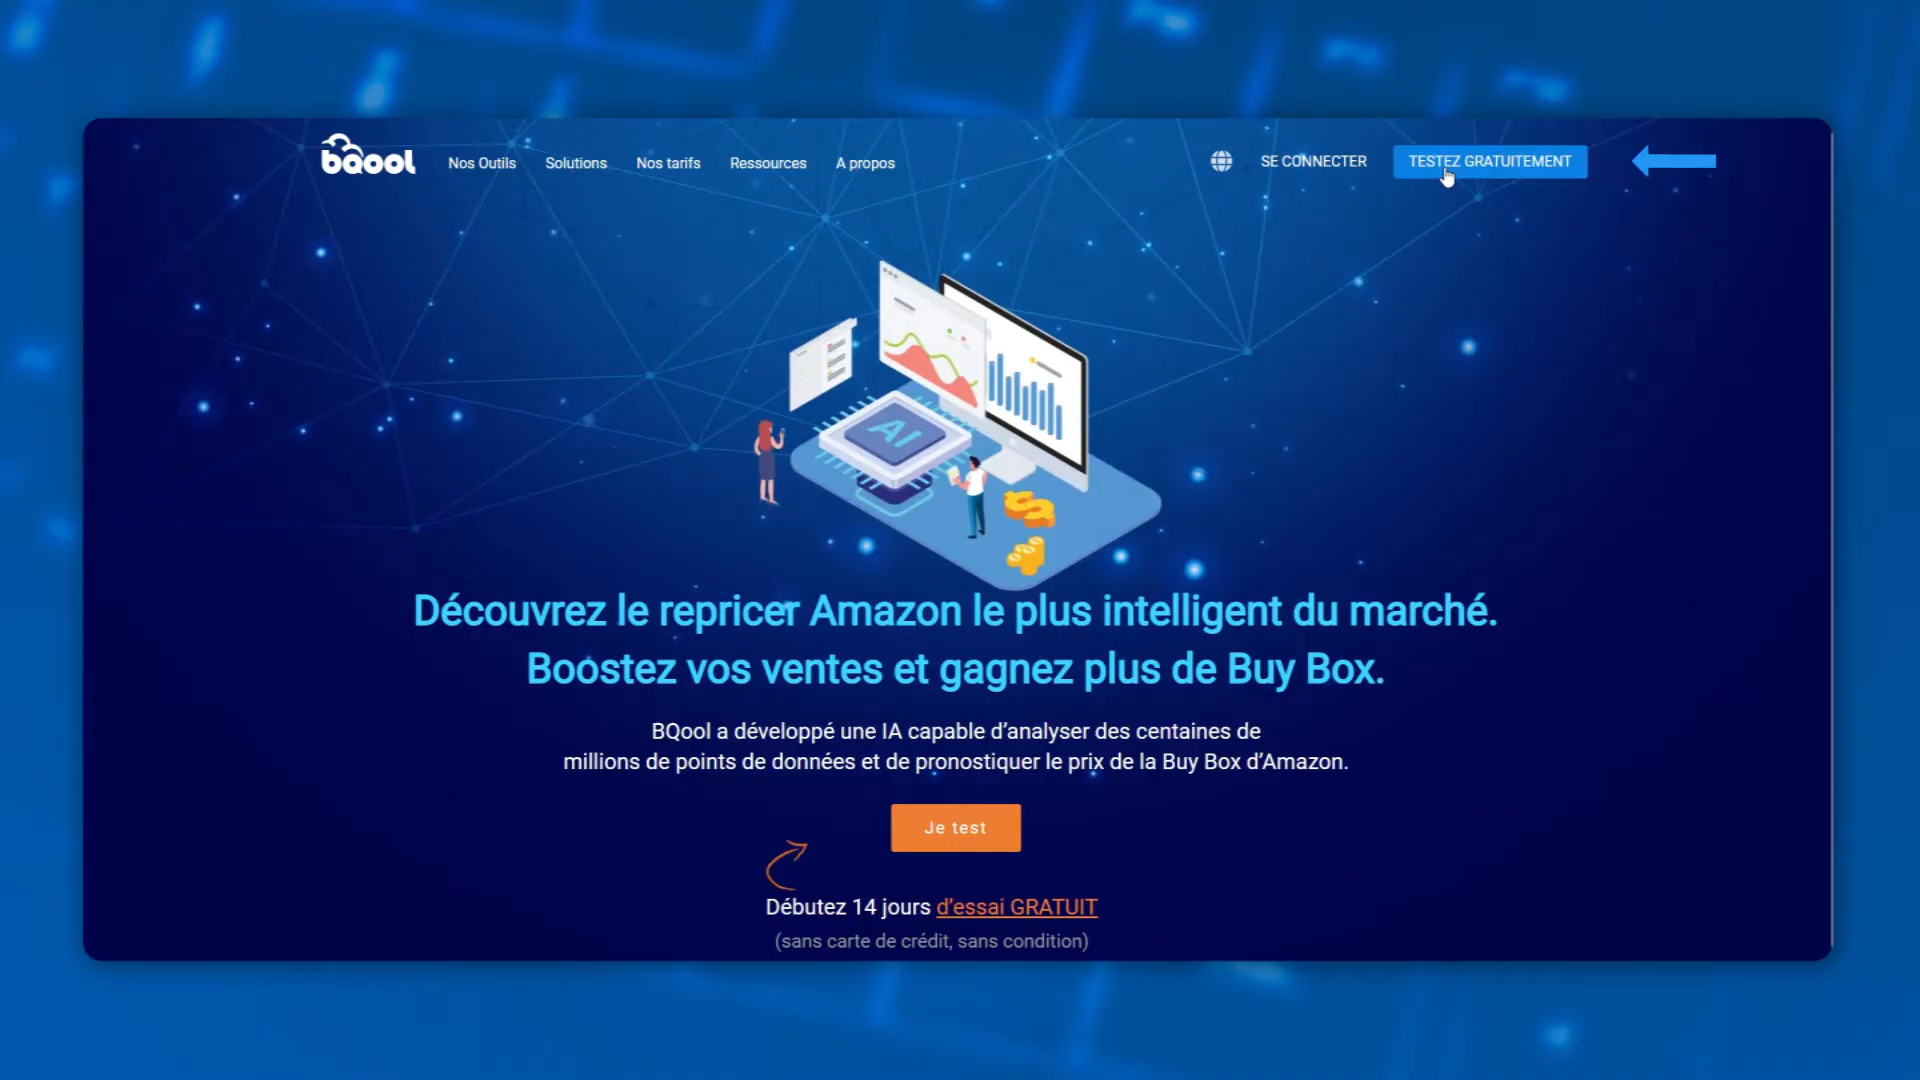 bqool
Nos Outils
Solutions
Nos tarifs
Ressources
A propos
SE CONNECTER
TESTEZ GRATUITEMENT
AI
Découvrez le repricer Amazon le plus intelligent du marché.
Boostez vos ventes et gagnez plus de Buy Box.
BQool a développé une IA capable d’analyser des centaines de
millions de points de données et de pronostiquer le prix de la Buy Box d’Amazon.
Je test
Débutez 14 jours d’essai GRATUIT
(sans carte de crédit, sans condition)